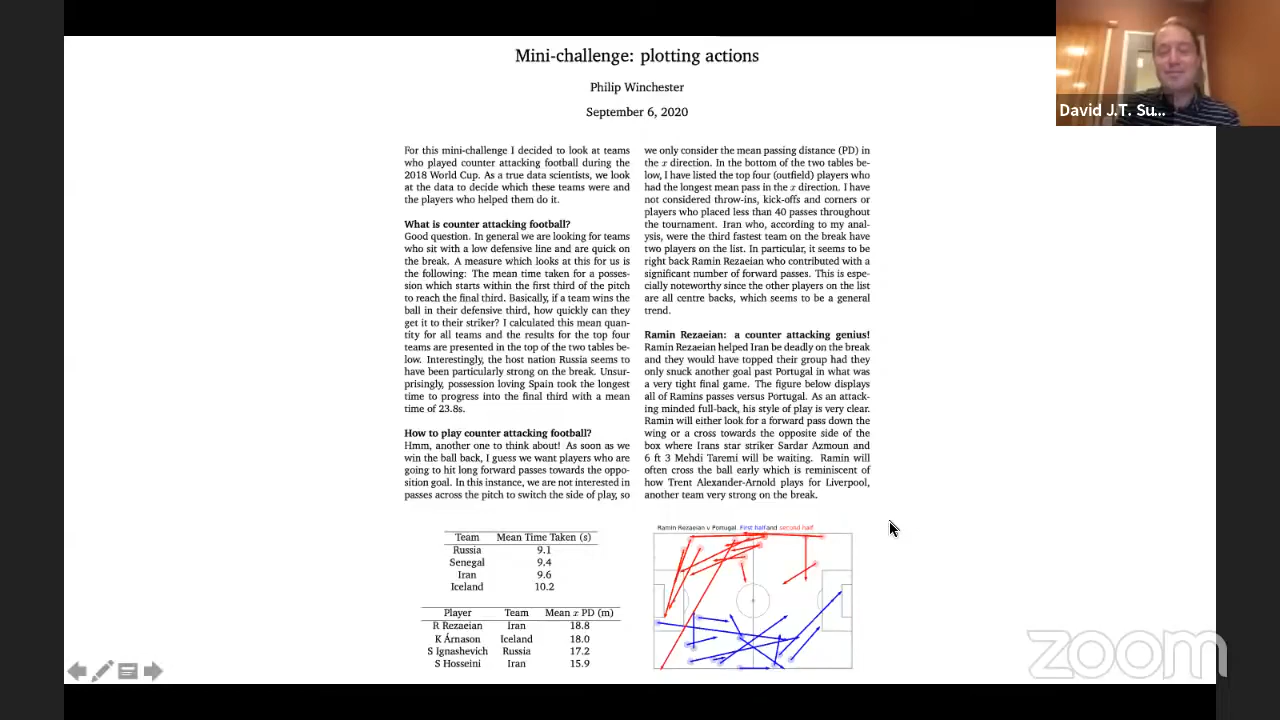 Mini-challenge: plotting actions
Philip Winchester
September 6, 2020
For this mini-challenge I decided to look at teams
who played counter attacking football during the
2018 World Cup. As a true data scientists, we look
at the data to decide which these teams were and
the players who helped them do it.
What is counter attacking football?
Good question. In general we are looking for teams
who sit with a low defensive line and are quick on
the break. A measure which looks at this for us is
the following: The mean time taken for a posses-
sion which starts within the first third of the pitch
to reach the final third. Basically, if a team wins the
ball in their defensive third, how quickly can they
get it to their striker? I calculated this mean quan-
tity for all teams and the results for the top four
teams are presented in the top of the two tables be-
low. Interestingly, the host nation Russia seems to
have been particularly strong on the break. Unsur-
prisingly, possession loving Spain took the longest
time to progress into the final third with a mean
time of 23.8s.
How to play counter attacking football?
Hmm, another one to think about! As soon as we
win the ball back, I guess we want players who are
going to hit long forward passes towards the oppo-
sition goal. In this instance, we are not interested in
passes across the pitch to switch the side of play, so
we only consider the mean passing distance (PD) in
the x direction. In the bottom of the two tables be-
low, I have listed the top four (outfield) players who
had the longest mean pass in the x direction. I have
not considered throw-ins, kick-offs and corners or
players who placed less than 40 passes throughout
the tournament. Iran who, according to my anal-
ysis, were the third fastest team on the break have
two players on the list. In particular, it seems to be
right back Ramin Rezaeian who contributed with a
significant number of forward passes. This is espe-
cially noteworthy since the other players on the list
are all centre backs, which seems to be a general
trend.
Ramin Rezaeian: a counter attacking genius!
Ramin Rezaeian helped Iran be deadly on the break
and they would have topped their group had they
only snuck another goal past Portugal in what was
a very tight final game. The figure below displays
all of Ramins passes versus Portugal. As an attack-
ing minded full-back, his style of play is very clear.
Ramin will either look for a forward pass down the
wing or a cross towards the opposite side of the
box where Irans star striker Sardar Azmoun and
6 ft 3 Mehdi Taremi will be waiting. Ramin will
often cross the ball early which is reminiscent of
how Trent Alexander-Arnold plays for Liverpool,
another team very strong on the break.
Team Mean Time Taken (s)
Russia 9.1
Senegal 9.4
Iran 9.6
Iceland 10.2
Player Team Mean x PD (m)
R Rezaeian Iran 18.8
K Árnason Iceland 18.0
S Ignashevich Russia 17.2
S Hosseini Iran 15.9
Ramin Rezaeian v Portugal First half and second half
David J.T. Su...
zoom